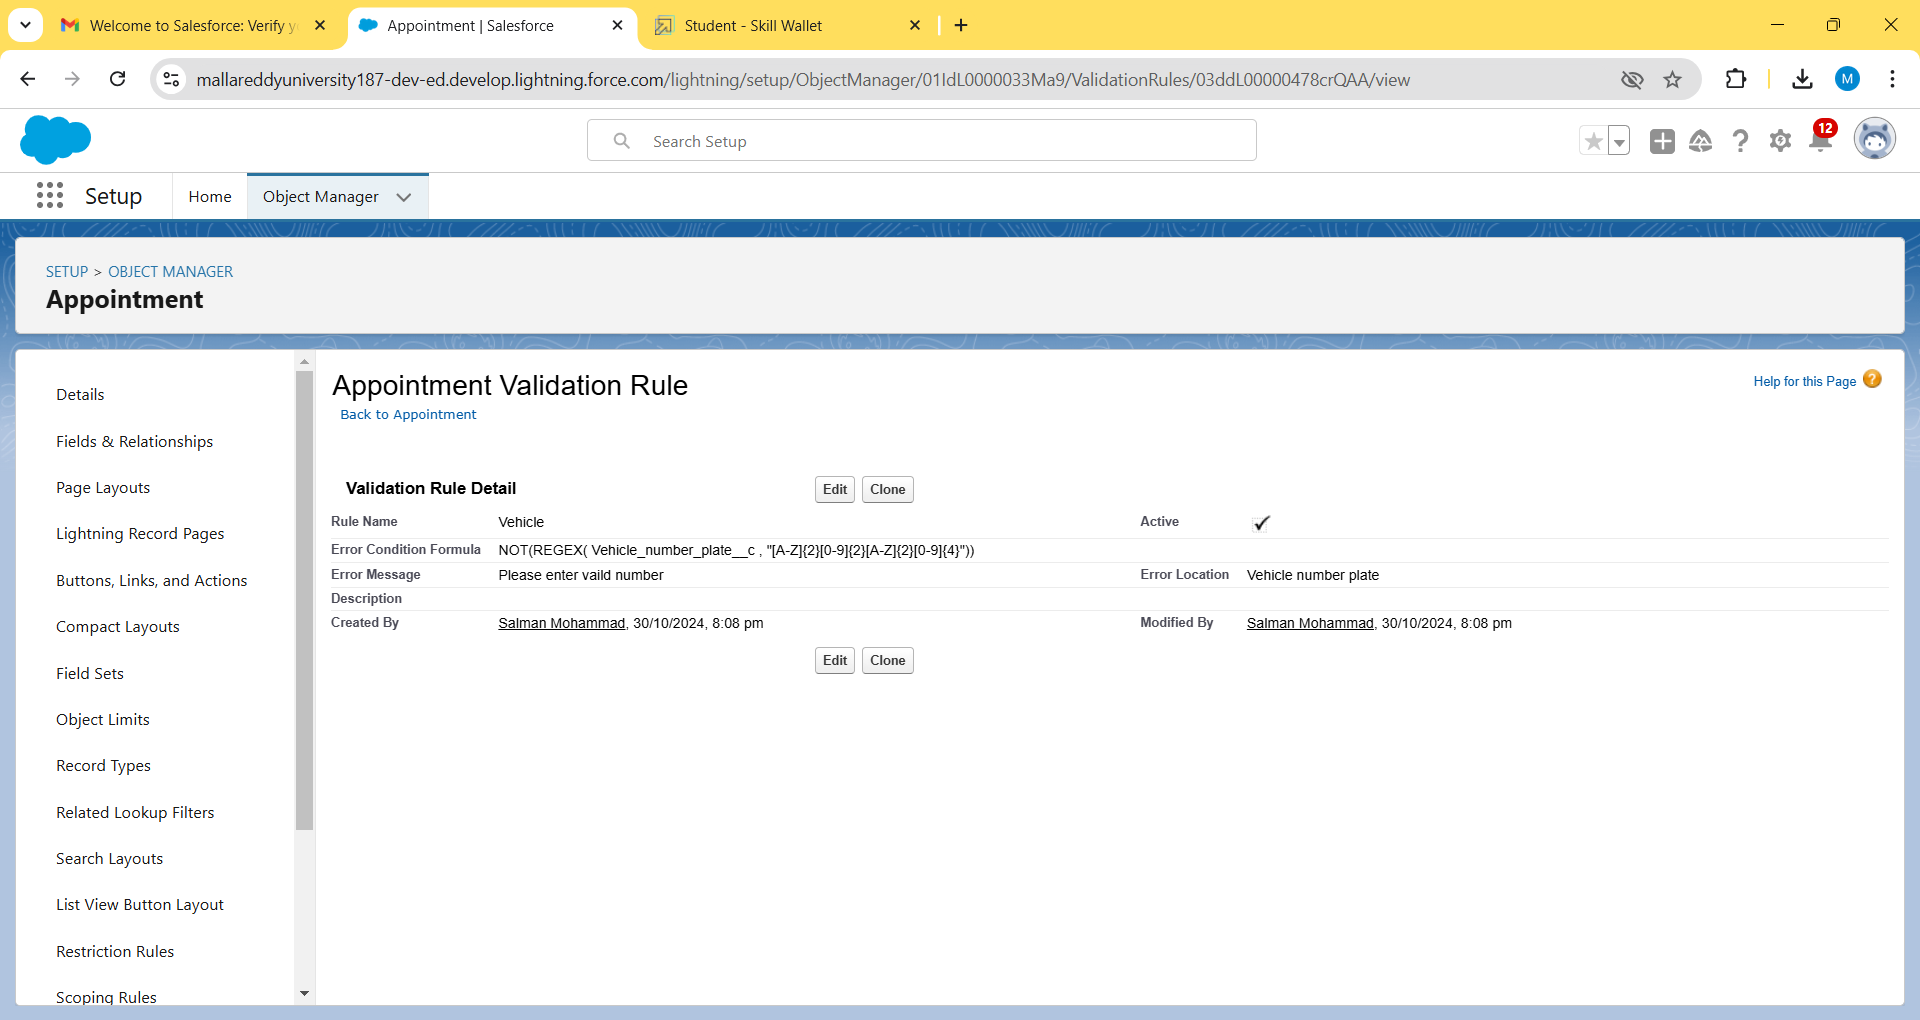 Welcome to Salesforce: Verify y
Appointment | Salesforce
Student - Skill Wallet
mallareddyuniversity187-dev-ed.develop.lightning.force.com/lightning/setup/ObjectManager/01IdL0000033Ma9/ValidationRules/03ddL00000478crQAA/view
M
Search Setup
12
Setup
Home
Object Manager
SETUP > OBJECT MANAGER
Appointment
Details
Fields & Relationships
Page Layouts
Lightning Record Pages
Buttons, Links, and Actions
Compact Layouts
Field Sets
Object Limits
Record Types
Related Lookup Filters
Search Layouts
List View Button Layout
Restriction Rules
Scoping Rules
Appointment Validation Rule
Help for this Page ?
Back to Appointment
Validation Rule Detail
Edit Clone
Rule Name Vehicle Active ✓
Error Condition Formula NOT(REGEX( Vehicle_number_plate__c , "[A-Z]{2}[0-9]{2}[A-Z]{2}[0-9]{4}"))
Error Message Please enter vaild number Error Location Vehicle number plate
Description
Created By Salman Mohammad, 30/10/2024, 8:08 pm Modified By Salman Mohammad, 30/10/2024, 8:08 pm
Edit Clone